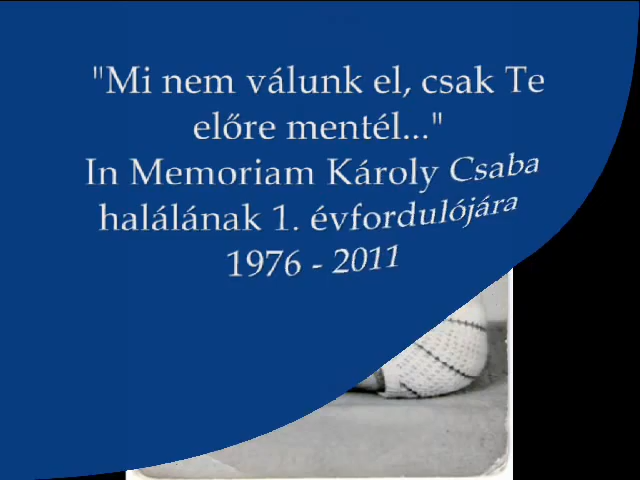 "Mi nem válunk el, csak Te
előre mentél..."
In Memoriam Károly Csaba
halálának 1. évfordulójára
1976 - 2011